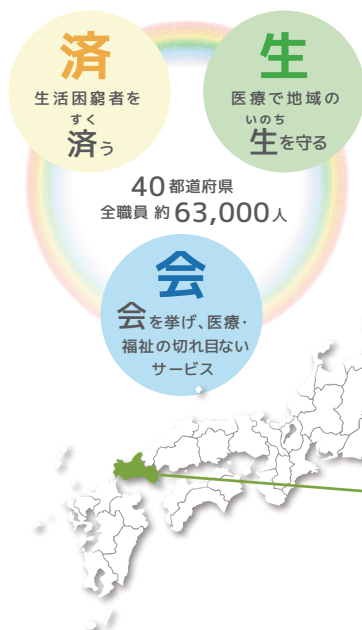 済
生活困窮者を
すく
済う
生
医療で地域の
いのち
生を守る
40都道府県
全職員 約63,000人
会
会を挙げ、医療・
福祉の切れ目ない
サービス